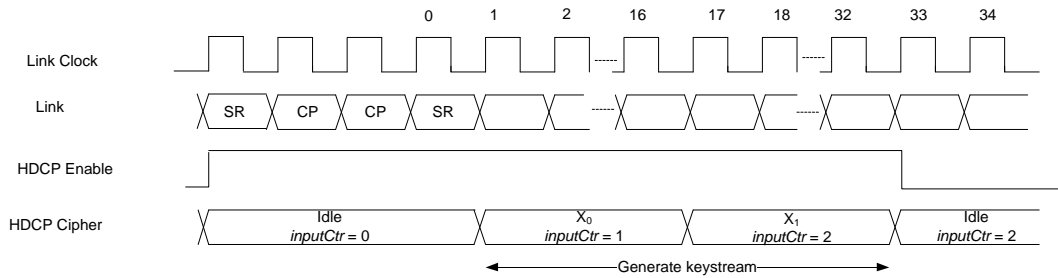 0 1 2 16 17 18 32 33 34
Link Clock
Link SR CP CP SR
HDCP Enable
HDCP Cipher
Idle X₀ X₁ Idle
inputCtr = 0 inputCtr = 1 inputCtr = 2 inputCtr = 2
Generate keystream